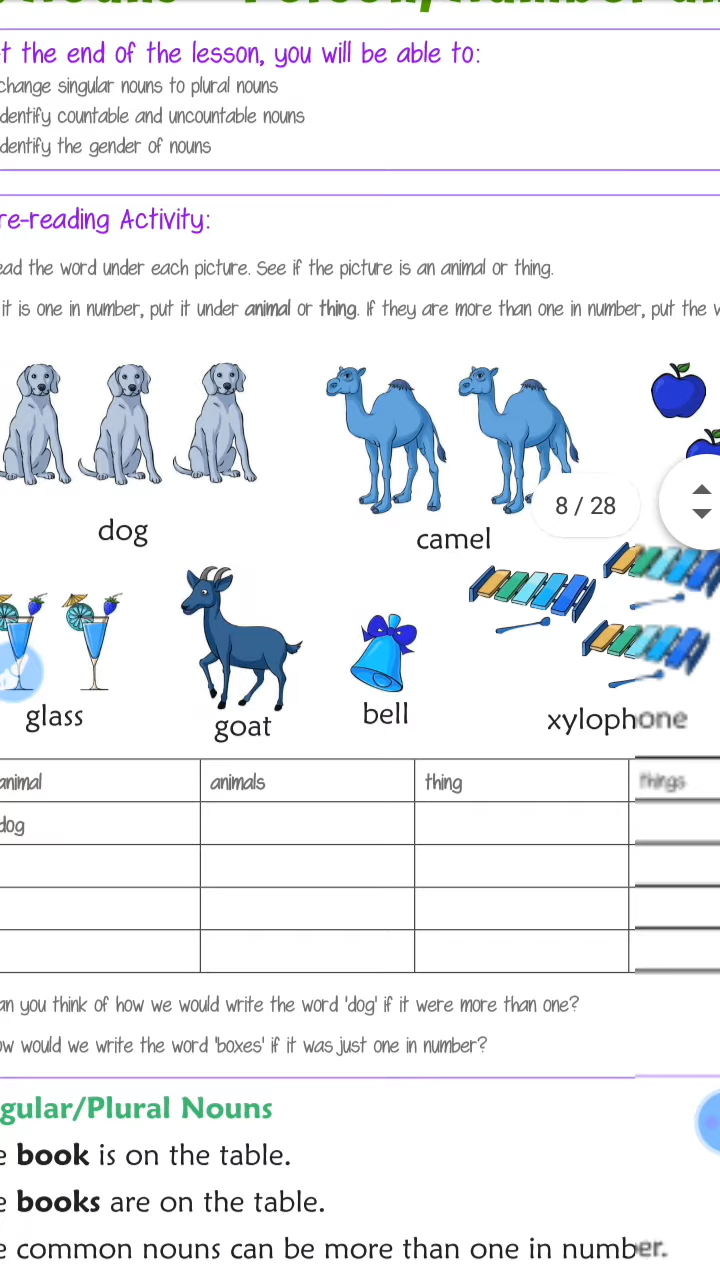 t the end of the lesson, you will be able to:
change singular nouns to plural nouns
dentify countable and uncountable nouns
dentify the gender of nouns
re-reading Activity:
ead the word under each picture. See if the picture is an animal or thing.
it is one in number, put it under animal or thing. If they are more than one in number, put the w
8 / 28
dog
camel
glass
goat
bell
xylophone
animal animals thing things
dog
an you think of how we would write the word 'dog' if it were more than one?
ow would we write the word 'boxes' if it was just one in number?
gular/Plural Nouns
e book is on the table.
e books are on the table.
e common nouns can be more than one in number.